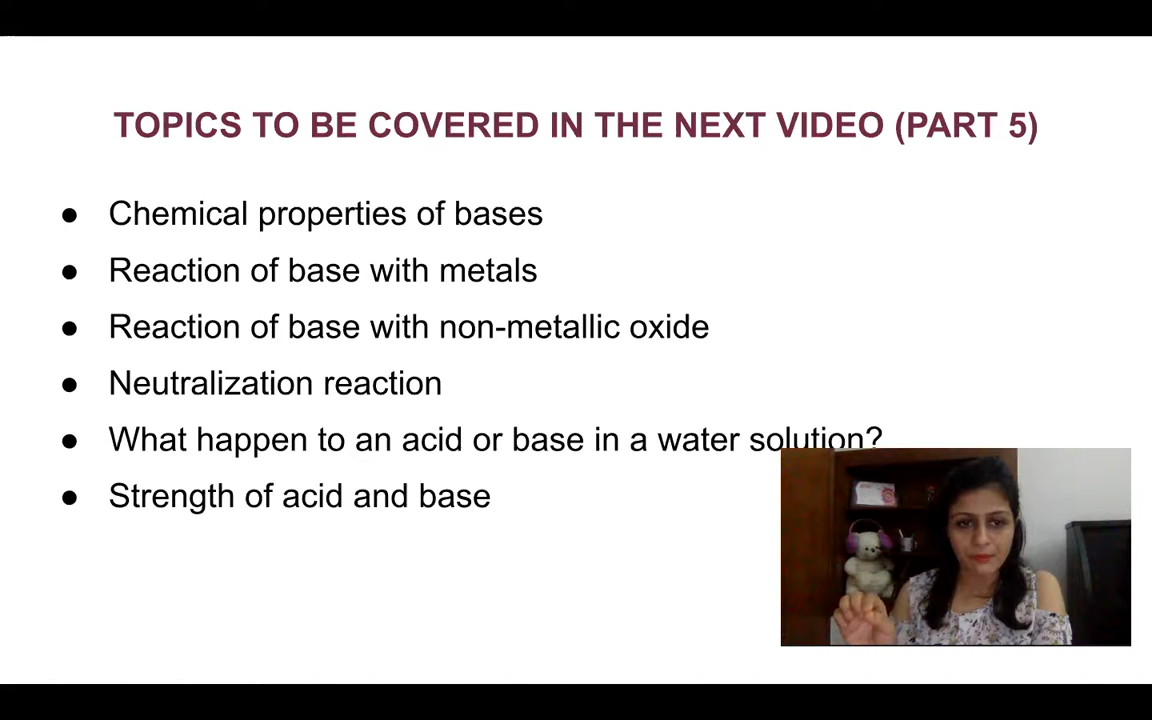 TOPICS TO BE COVERED IN THE NEXT VIDEO (PART 5)
● Chemical properties of bases
● Reaction of base with metals
● Reaction of base with non-metallic oxide
● Neutralization reaction
● What happen to an acid or base in a water solution?
● Strength of acid and base